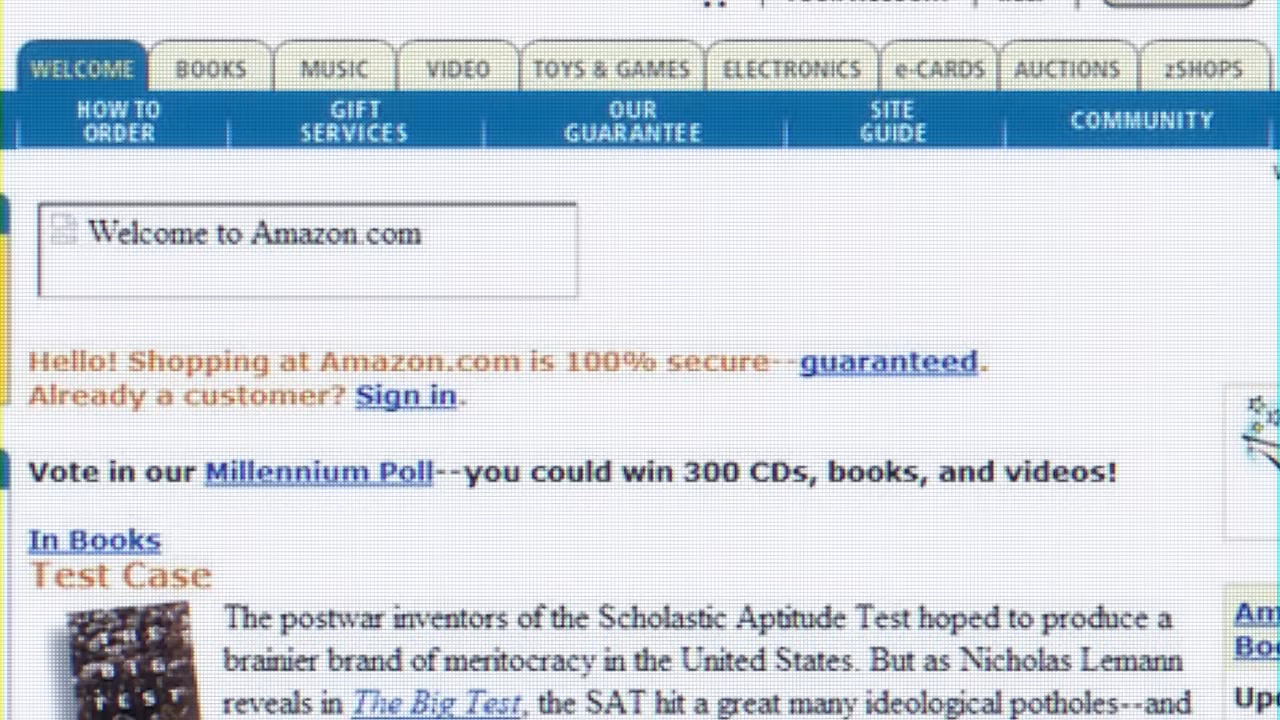 WELCOME BOOKS MUSIC VIDEO TOYS & GAMES ELECTRONICS e-CARDS AUCTIONS zSHOPS
HOW TO ORDER GIFT SERVICES OUR GUARANTEE SITE GUIDE COMMUNITY
Welcome to Amazon.com
Hello! Shopping at Amazon.com is 100% secure--guaranteed.
Already a customer? Sign in.
Vote in our Millennium Poll--you could win 300 CDs, books, and videos!
In Books
Test Case
The postwar inventors of the Scholastic Aptitude Test hoped to produce a
brainier brand of meritocracy in the United States. But as Nicholas Lemann
reveals in The Big Test, the SAT hit a great many ideological potholes--and